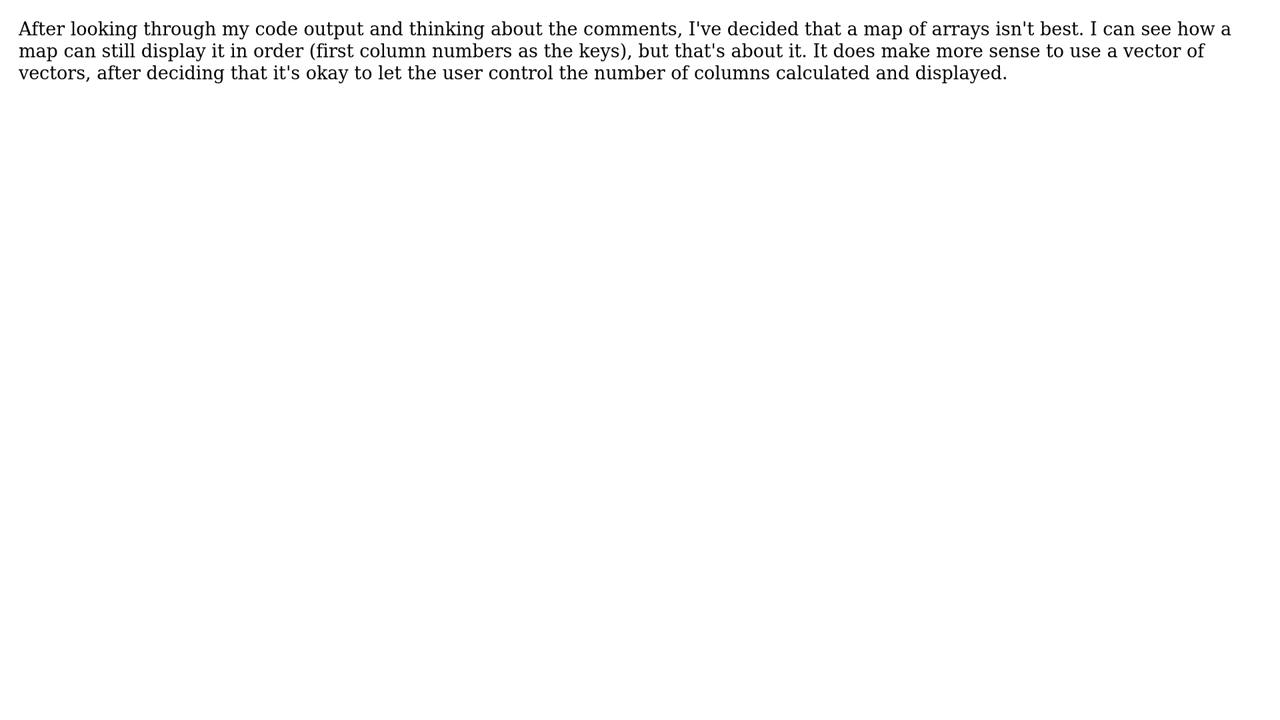 After looking through my code output and thinking about the comments, I've decided that a map of arrays isn't best. I can see how a
map can still display it in order (first column numbers as the keys), but that's about it. It does make more sense to use a vector of
vectors, after deciding that it's okay to let the user control the number of columns calculated and displayed.